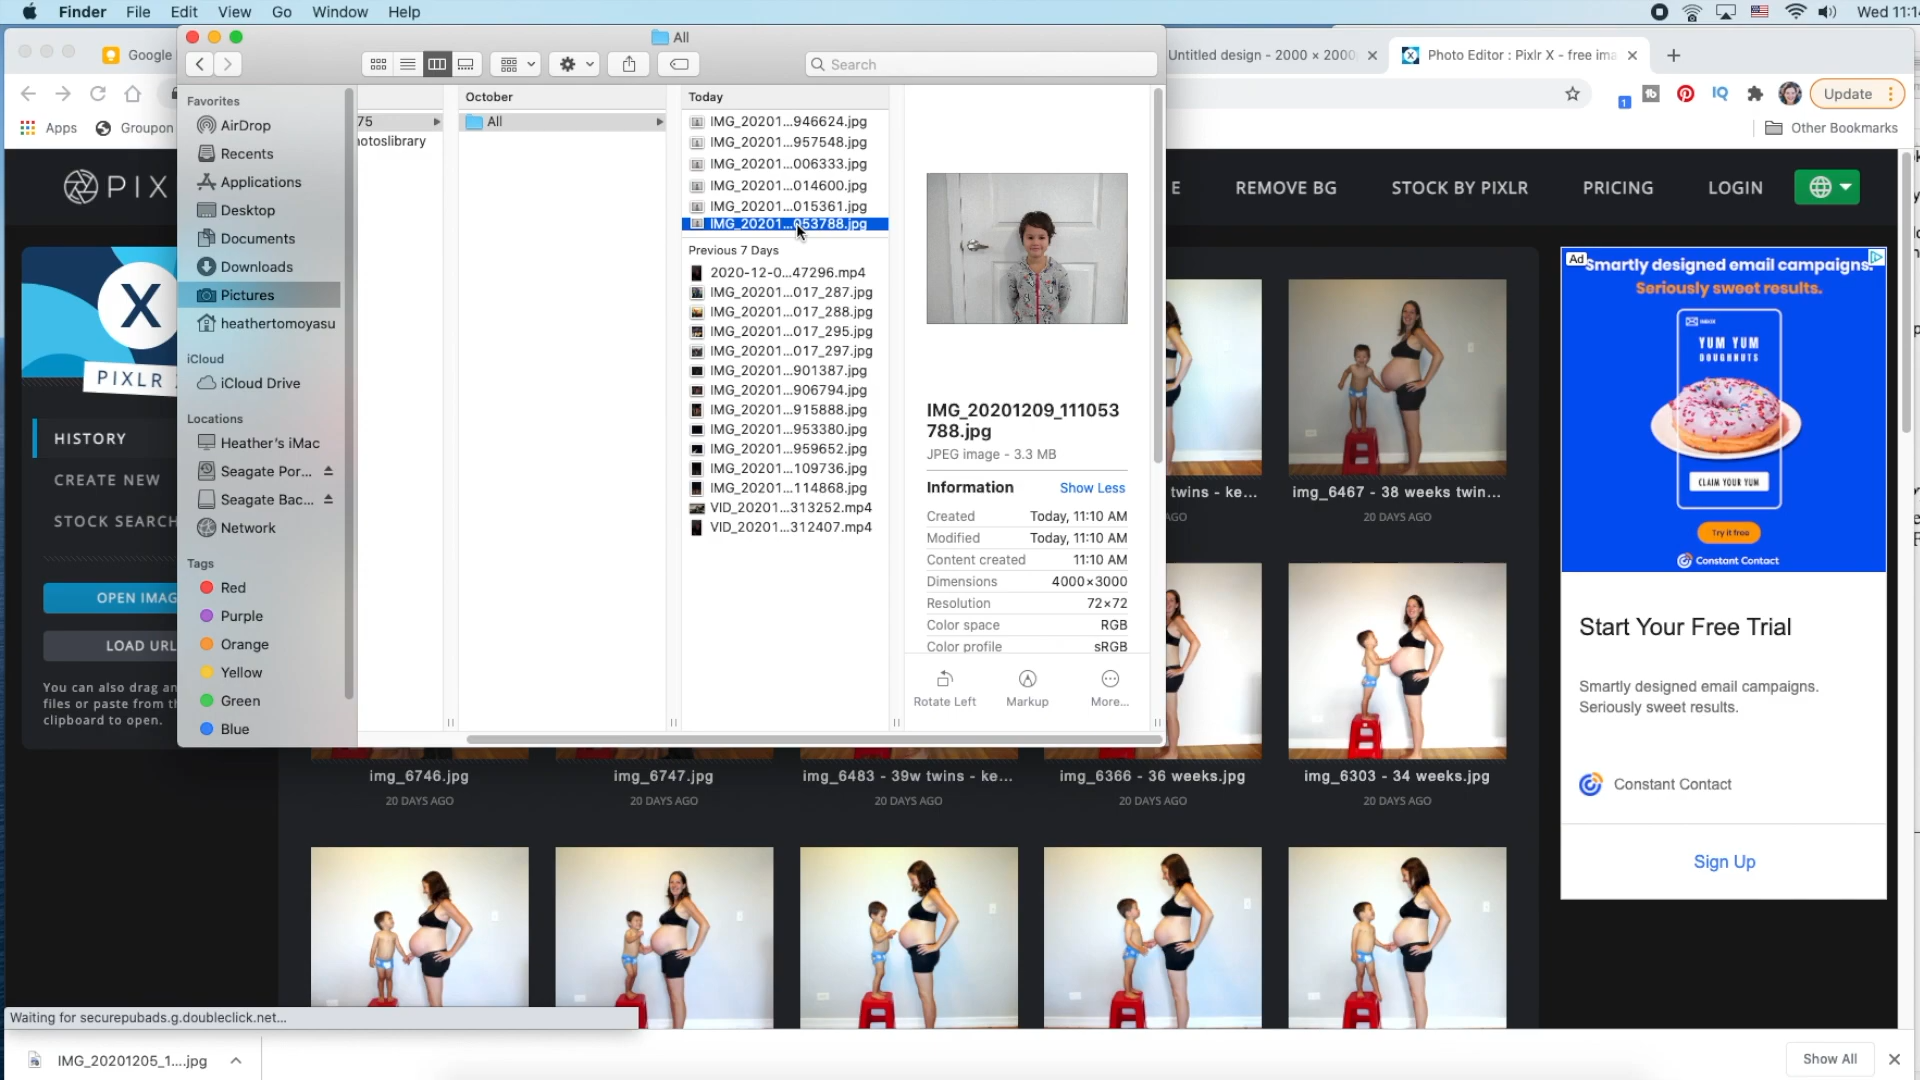 Finder File Edit View Go Window Help
Wed 11:1
Google
All
Search
Untitled design - 2000 × 2000
Photo Editor : Pixlr X - free ima
Update
Apps
Groupon
Other Bookmarks
Favorites
AirDrop
Recents
Applications
Desktop
Documents
Downloads
Pictures
heathertomoyasu
iCloud
iCloud Drive
Locations
Heather's iMac
Seagate Por...
Seagate Bac...
Network
Tags
Red
Purple
Orange
Yellow
Green
Blue
75
otoslibrary
October
All
Today
IMG_20201...946624.jpg
IMG_20201...957548.jpg
IMG_20201...006333.jpg
IMG_20201...014600.jpg
IMG_20201...015361.jpg
IMG_20201...053788.jpg
Previous 7 Days
2020-12-0...47296.mp4
IMG_20201...017_287.jpg
IMG_20201...017_288.jpg
IMG_20201...017_295.jpg
IMG_20201...017_297.jpg
IMG_20201...901387.jpg
IMG_20201...906794.jpg
IMG_20201...915888.jpg
IMG_20201...953380.jpg
IMG_20201...959652.jpg
IMG_20201...109736.jpg
IMG_20201...114868.jpg
VID_20201...313252.mp4
VID_20201...312407.mp4
IMG_20201209_111053
788.jpg
JPEG image - 3.3 MB
Information Show Less
Created Today, 11:10 AM
Modified Today, 11:10 AM
Content created 11:10 AM
Dimensions 4000×3000
Resolution 72×72
Color space RGB
Color profile sRGB
Rotate Left Markup More...
PIX
E REMOVE BG STOCK BY PIXLR PRICING LOGIN
X
PIXLR
HISTORY
CREATE NEW
STOCK SEARCH
OPEN IMAG
LOAD URL
You can also drag an
files or paste from th
clipboard to open.
twins - ke...
AGO
img_6467 - 38 weeks twin...
20 DAYS AGO
img_6746.jpg
20 DAYS AGO
img_6747.jpg
20 DAYS AGO
img_6483 - 39w twins - ke...
20 DAYS AGO
img_6366 - 36 weeks.jpg
20 DAYS AGO
img_6303 - 34 weeks.jpg
20 DAYS AGO
Ad
Smartly designed email campaigns.
Seriously sweet results.
YUM YUM
DOUGHNUTS
CLAIM YOUR YUM
Try it free
Constant Contact
Start Your Free Trial
Smartly designed email campaigns.
Seriously sweet results.
Constant Contact
Sign Up
Waiting for securepubads.g.doubleclick.net...
IMG_20201205_1....jpg
Show All